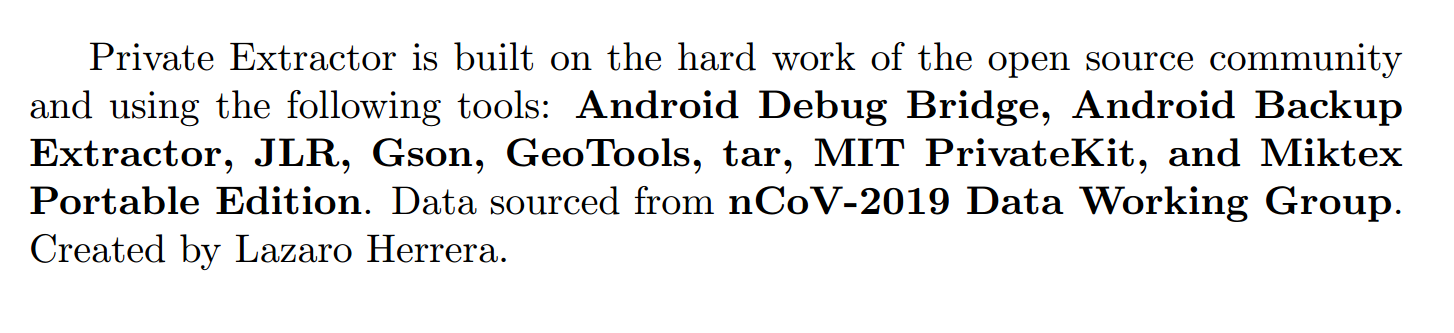 Private Extractor is built on the hard work of the open source community
and using the following tools: Android Debug Bridge, Android Backup
Extractor, JLR, Gson, GeoTools, tar, MIT PrivateKit, and Miktex
Portable Edition. Data sourced from nCoV-2019 Data Working Group.
Created by Lazaro Herrera.